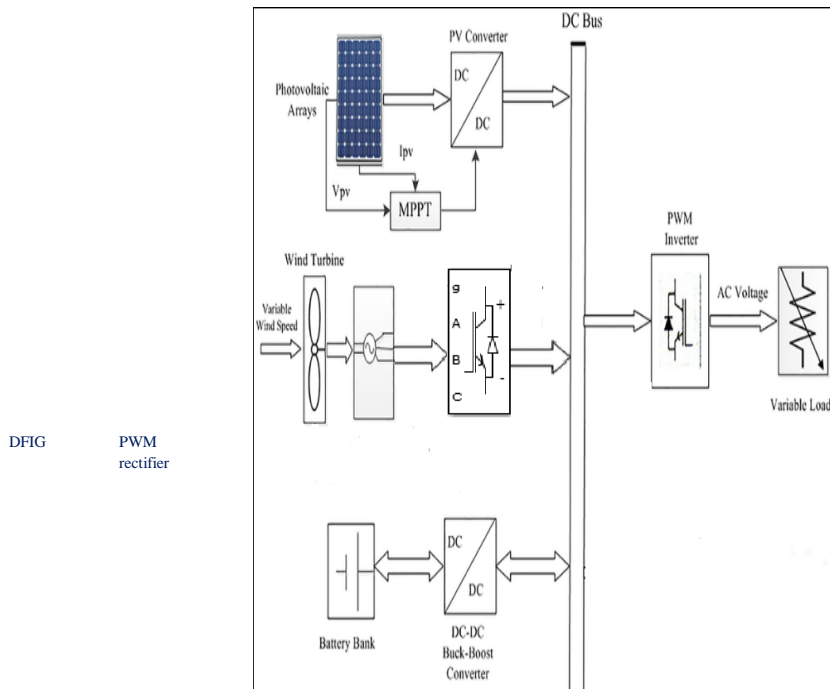 DC Bus
PV Converter
DC
DC
Photovoltaic
Arrays
Ipv
Vpv
MPPT
Wind Turbine
Variable
Wind Speed
g
A
B
C
+
-
PWM
Inverter
AC Voltage
Variable Load
DFIG
PWM
rectifier
DC
DC
Battery Bank
DC-DC
Buck-Boost
Converter